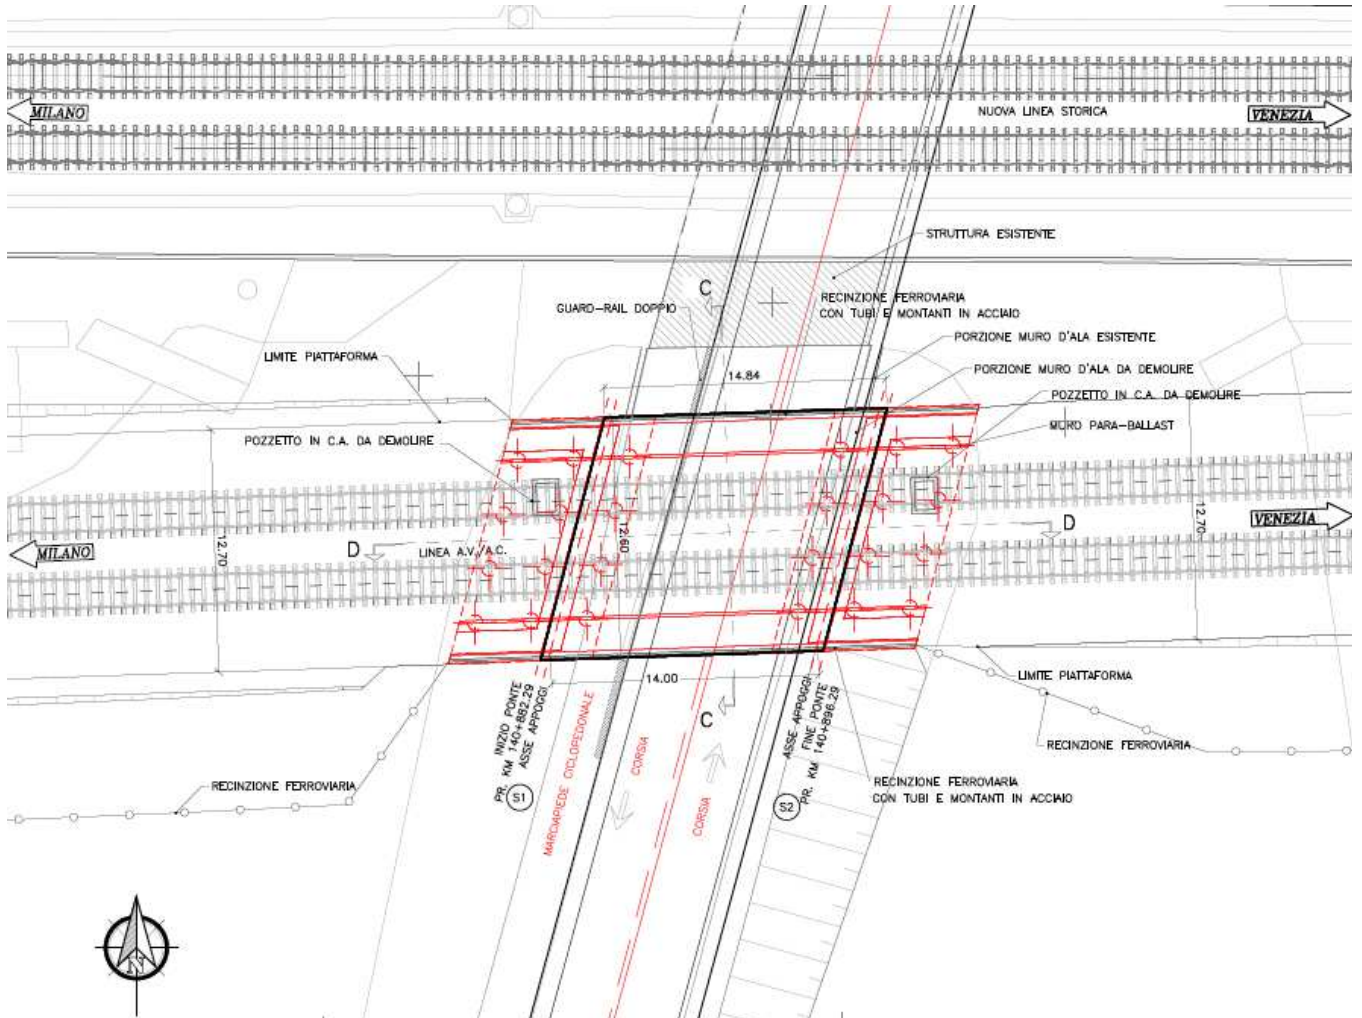 MILANO
NUOVA LINEA STORICA
VENEZIA
STRUTTURA ESISTENTE
C
GUARD-RAIL DOPPIO
RECINZIONE FERROVIARIA
CON TUBI E MONTANTI IN ACCIAIO
PORZIONE MURO D'ALA ESISTENTE
LIMITE PIATTAFORMA
14.84
PORZIONE MURO D'ALA DA DEMOLIRE
POZZETTO IN C.A. DA DEMOLIRE
MURO PARA-BALLAST
POZZETTO IN C.A. DA DEMOLIRE
12.70
12.60
12.70
MILANO
D
LINEA A.V./A.C.
D
VENEZIA
14.00
LIMITE PIATTAFORMA
INIZIO PONTE
PR. KM 140+882.29
ASSE APPOGGI
S1
MARCIAPIEDE CICLOPEDONALE
CORSIA
CORSIA
C
ASSE APPOGGI
FINE PONTE
PR. KM 140+896.29
S2
RECINZIONE FERROVIARIA
RECINZIONE FERROVIARIA
RECINZIONE FERROVIARIA
CON TUBI E MONTANTI IN ACCIAIO
N